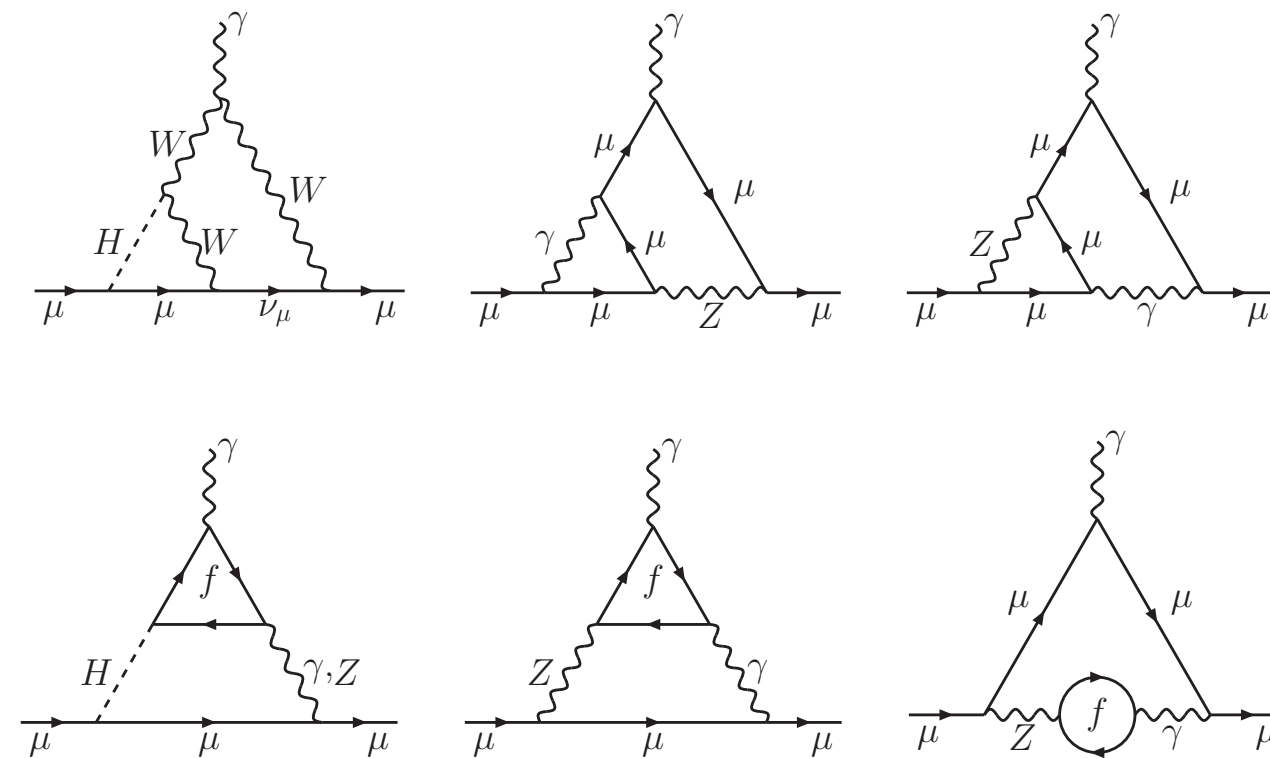 γ γ γ
W μ μ
W μ μ
H W γ μ Z μ
μ μ ν_μ μ μ μ Z μ μ μ γ μ
γ γ γ
f f μ μ
H γ,Z Z γ f
μ μ μ μ μ μ μ Z γ μ